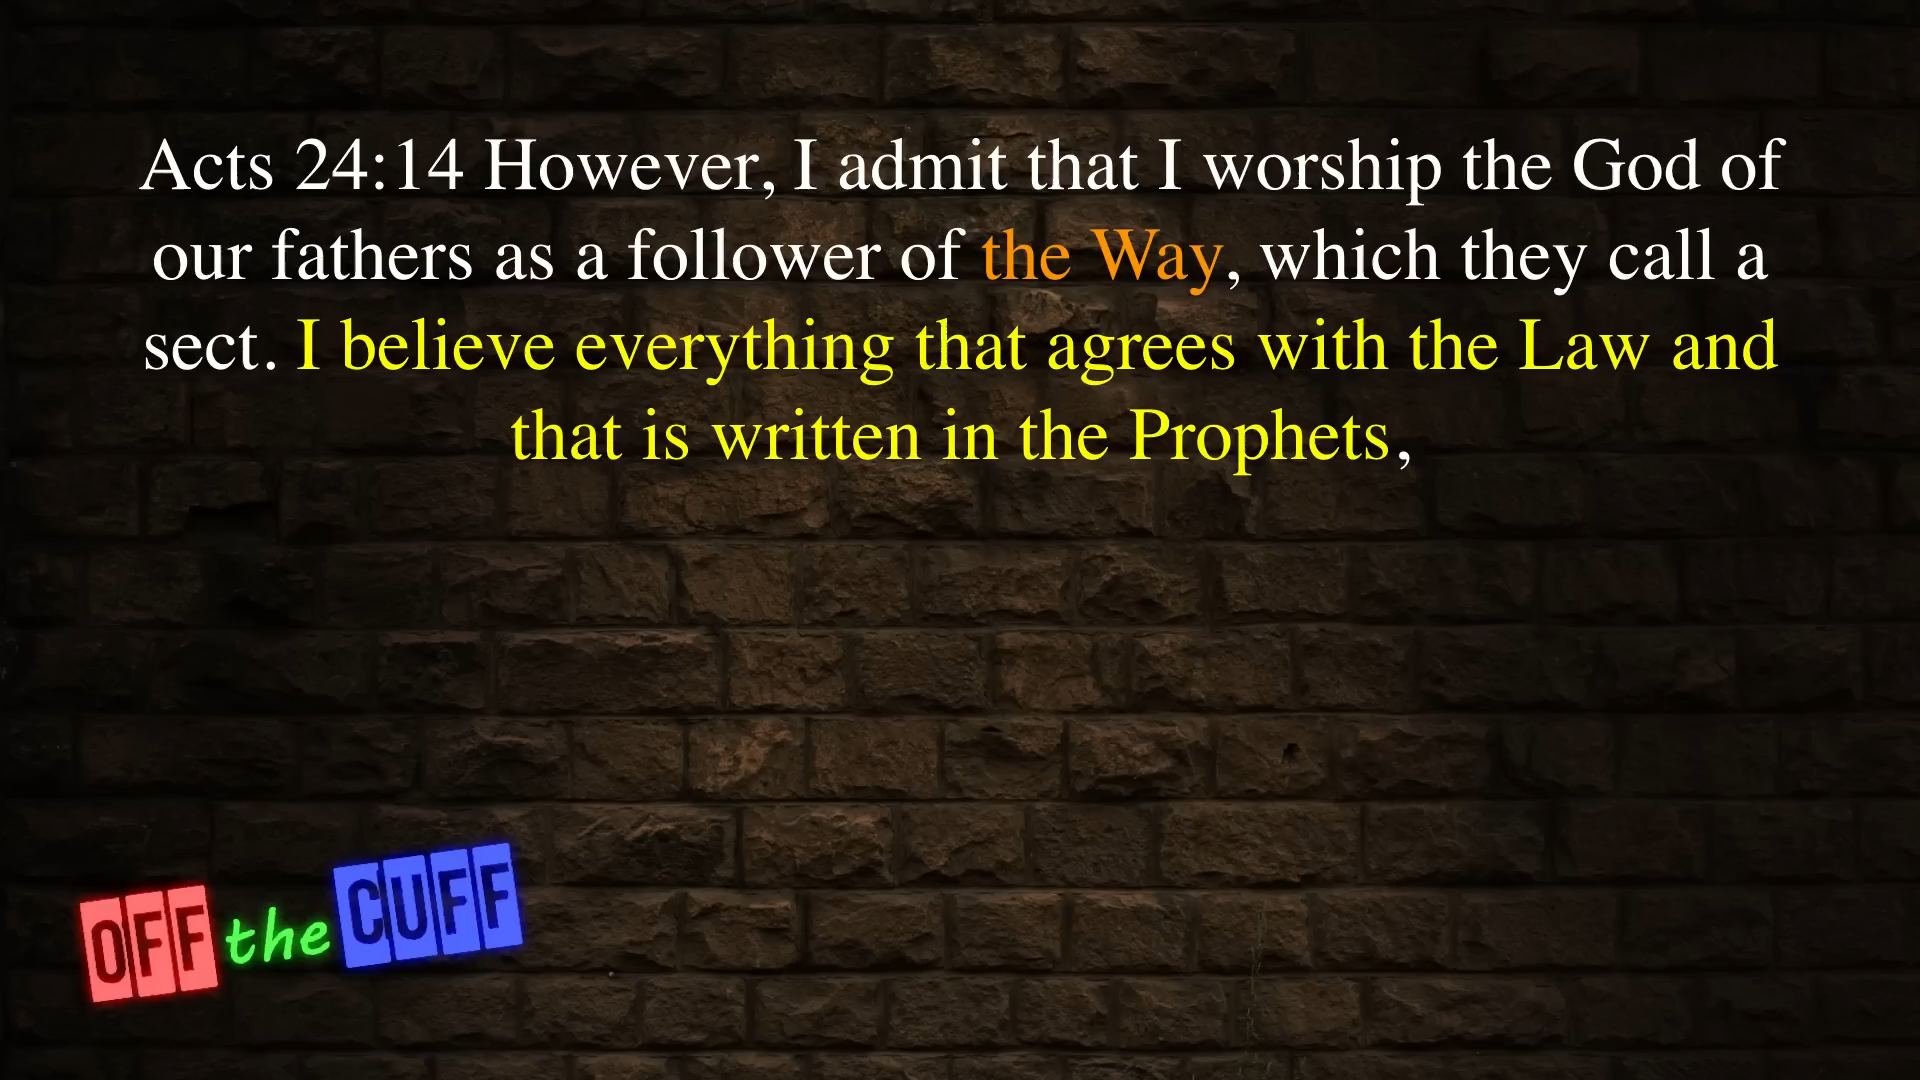 Acts 24:14 However, I admit that I worship the God of
our fathers as a follower of the Way, which they call a
sect. I believe everything that agrees with the Law and
that is written in the Prophets,
OFF the CUFF